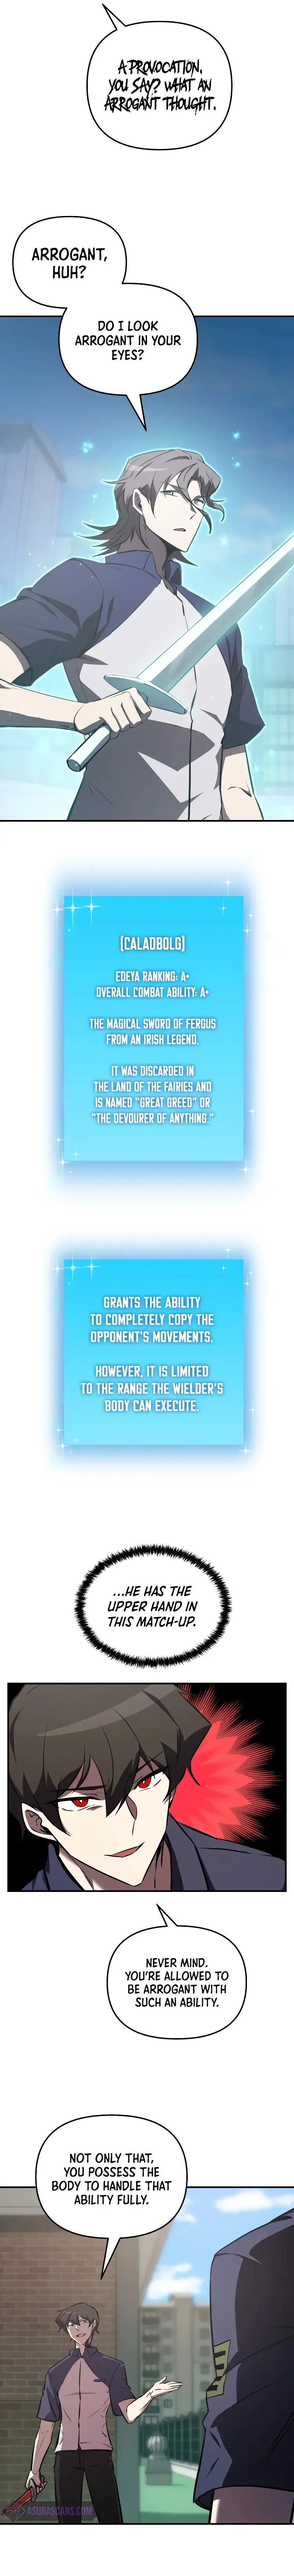 A PROVOCATION,
YOU SAY? WHAT AN
ARROGANT THOUGHT.
ARROGANT,
HUH?
DO I LOOK
ARROGANT IN YOUR
EYES?
[CALADBOLG]
EDEYA RANKING: A+
OVERALL COMBAT ABILITY: A+
THE MAGICAL SWORD OF FERGUS
FROM AN IRISH LEGEND.
IT WAS DISCARDED IN
THE LAND OF THE FAIRIES AND
IS NAMED "GREAT GREED" OR
"THE DEVOURER OF ANYTHING."
GRANTS THE ABILITY
TO COMPLETELY COPY THE
OPPONENT'S MOVEMENTS.
HOWEVER, IT IS LIMITED
TO THE RANGE THE WIELDER'S
BODY CAN EXECUTE.
...HE HAS THE
UPPER HAND IN
THIS MATCH-UP.
NEVER MIND.
YOU'RE ALLOWED TO
BE ARROGANT WITH
SUCH AN ABILITY.
NOT ONLY THAT,
YOU POSSESS THE
BODY TO HANDLE THAT
ABILITY FULLY.
ASURASCANS.COM